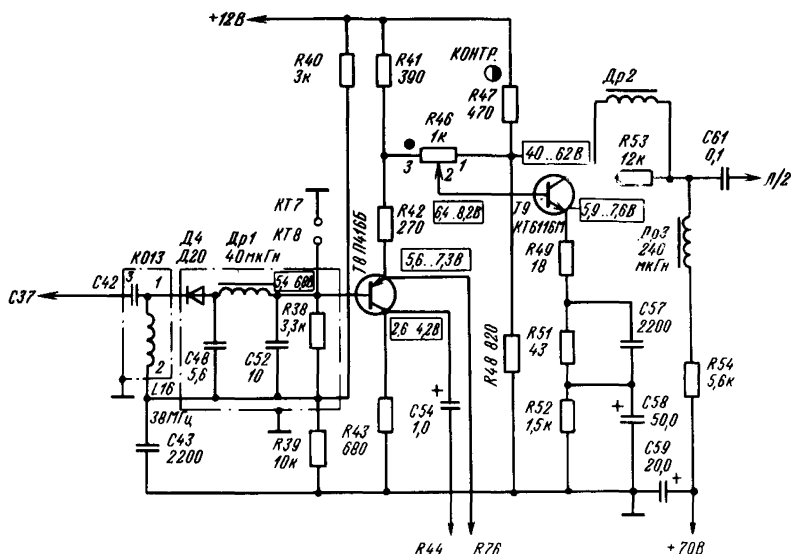 +12В
R40
3к
R41
390
КОНТР.
R47
470
Др2
R46
1к
3
1
2
40..62В
R53
12к
C61
0,1
Л/2
6,4..8,2В
Т9
КТ6116М
5,9..7,6В
КТ7
КТ8
R42
270
Т8 П416Б
5,6..7,3В
R49
18
Др3
240
мкГн
К013
Д4
Д20
Др1
40мкГн
C42
3
1
C37
R38
3,3к
2,6 4,2В
R48 820
R51
43
C57
2200
2
L16
C48
5,6
C52
10
R54
5,6к
38МГц
C43
2200
R39
10к
R43
680
C54
1,0
+
R52
1,5к
+
C58
50,0
C59
20,0
+
R44
R76
+70В